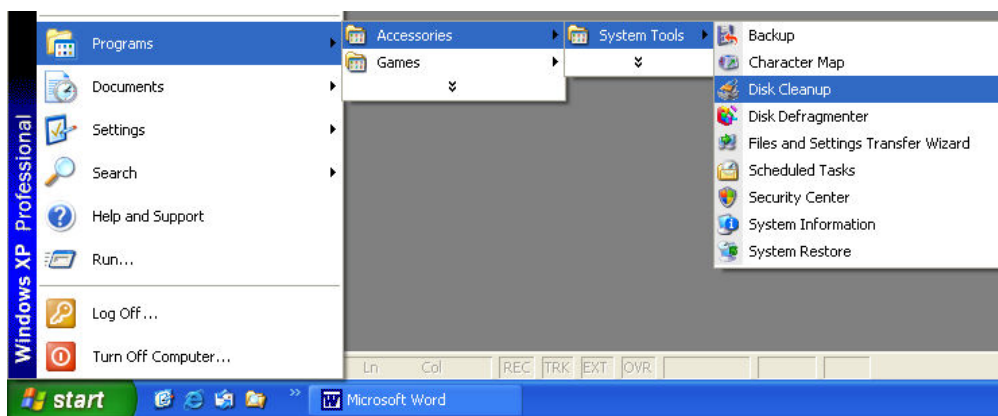 Windows XP Professional
Programs
Documents
Settings
Search
Help and Support
Run...
Log Off...
Turn Off Computer...
Accessories
Games
System Tools
Backup
Character Map
Disk Cleanup
Disk Defragmenter
Files and Settings Transfer Wizard
Scheduled Tasks
Security Center
System Information
System Restore
Ln Col REC TRK EXT OVR
start Microsoft Word